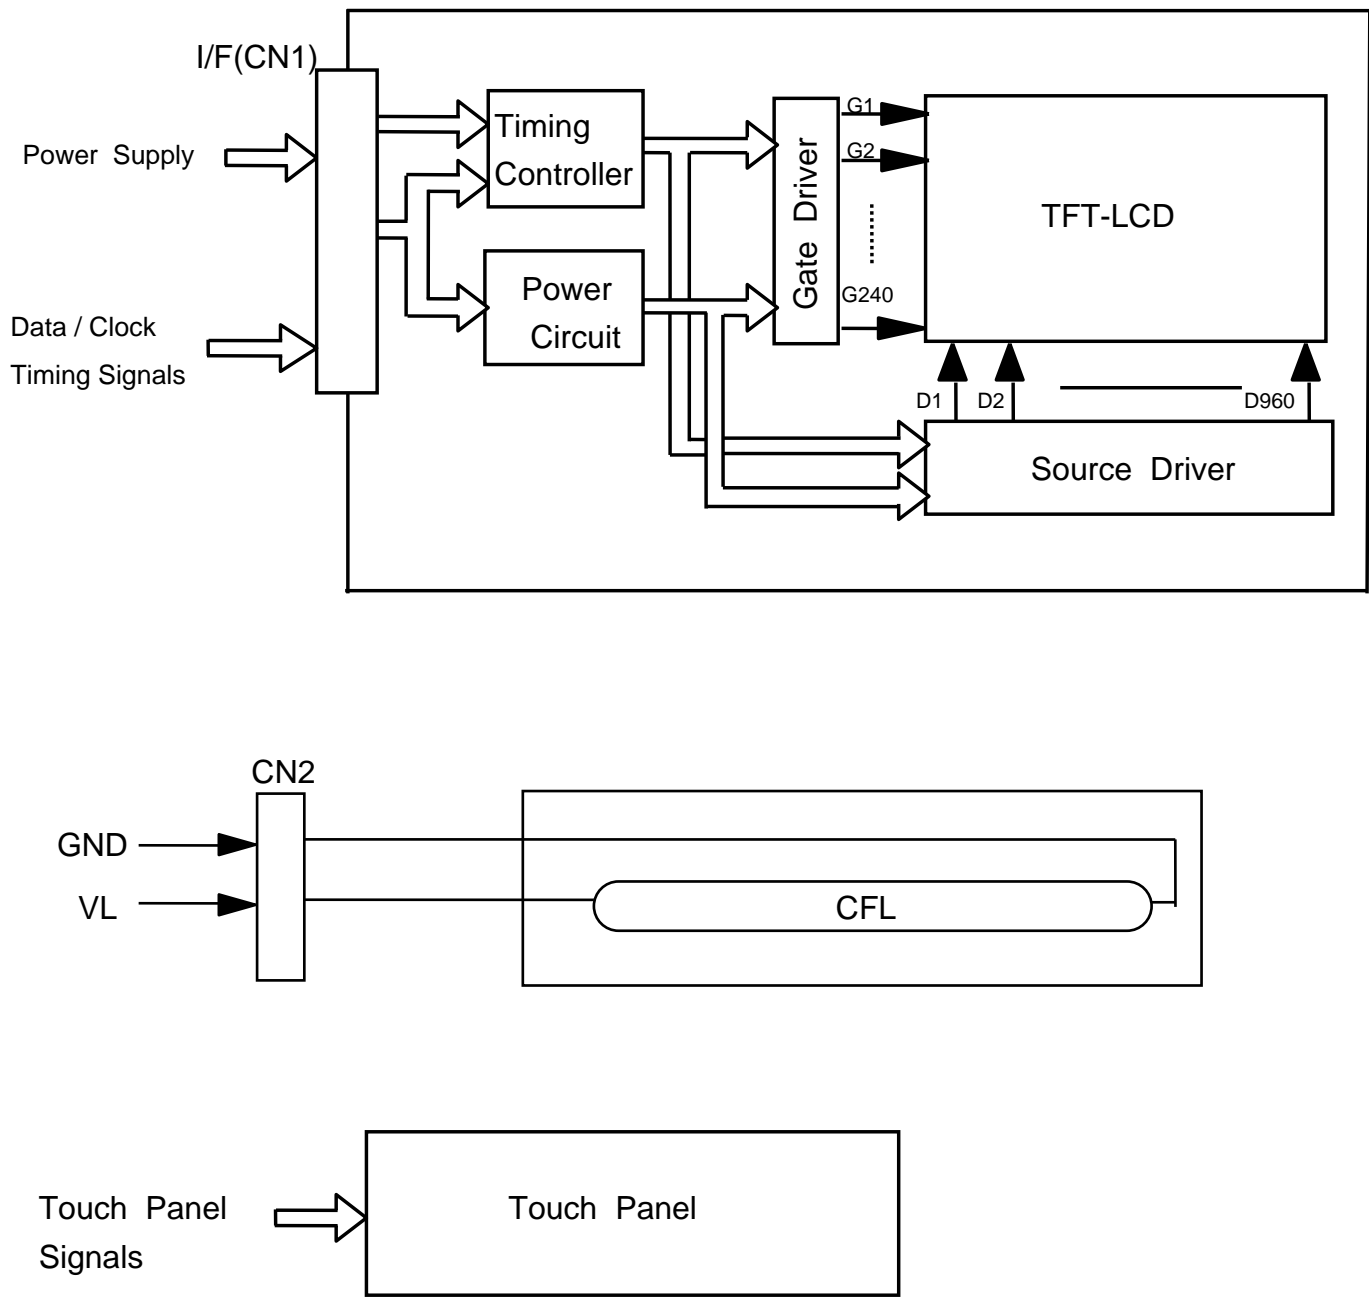 I/F(CN1)
Power Supply
Data / Clock
Timing Signals
Timing
Controller
Power
Circuit
Gate Driver
G1
G2
G240
TFT-LCD
D1
D2
D960
Source Driver
CN2
GND
VL
CFL
Touch Panel
Signals
Touch Panel